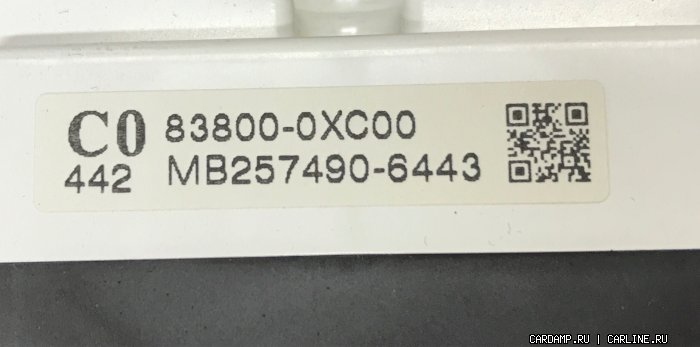 C0 83800-0XC00
442 MB257490-6443
CARDAMP.RU | CARLINE.RU